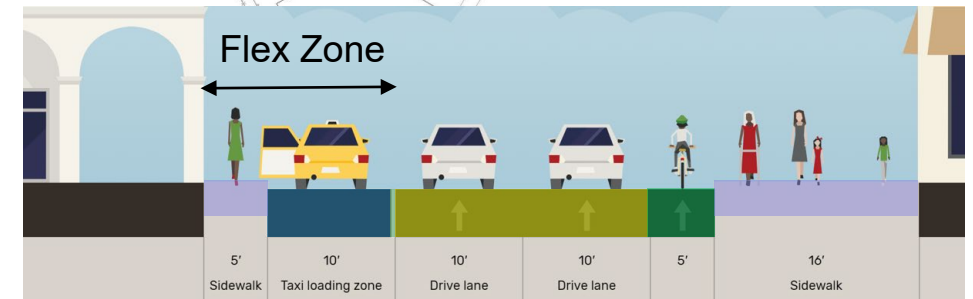 Flex Zone
5' 10' 10' 10' 5' 16'
Sidewalk Taxi loading zone Drive lane Drive lane Sidewalk